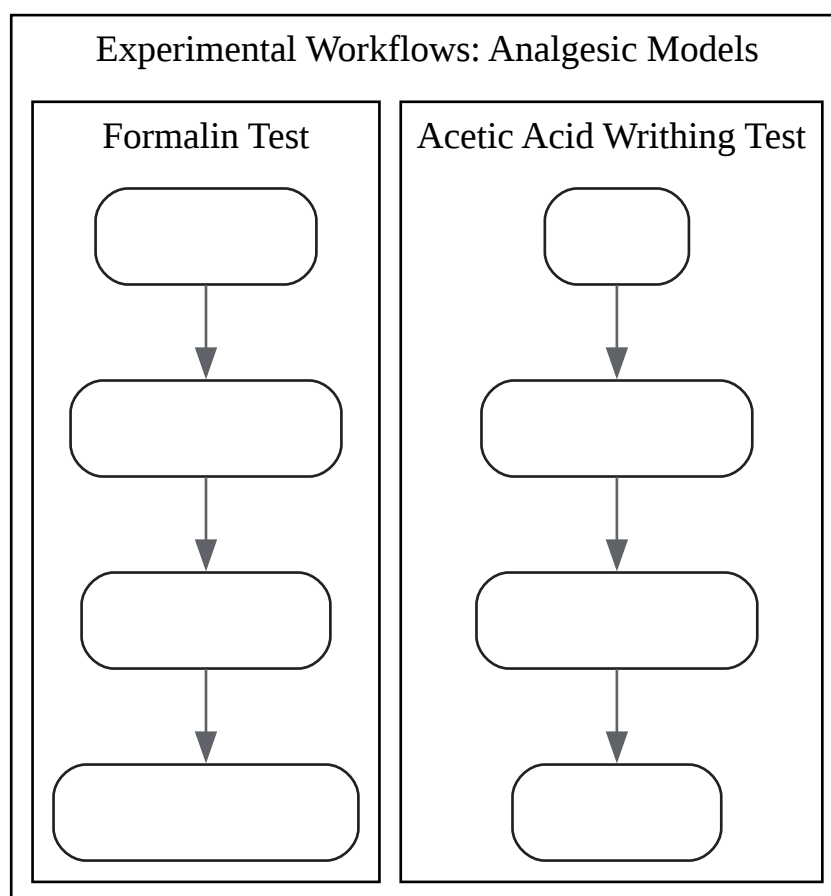 Experimental Workflows: Analgesic Models
Formalin Test
Acetic Acid Writhing Test